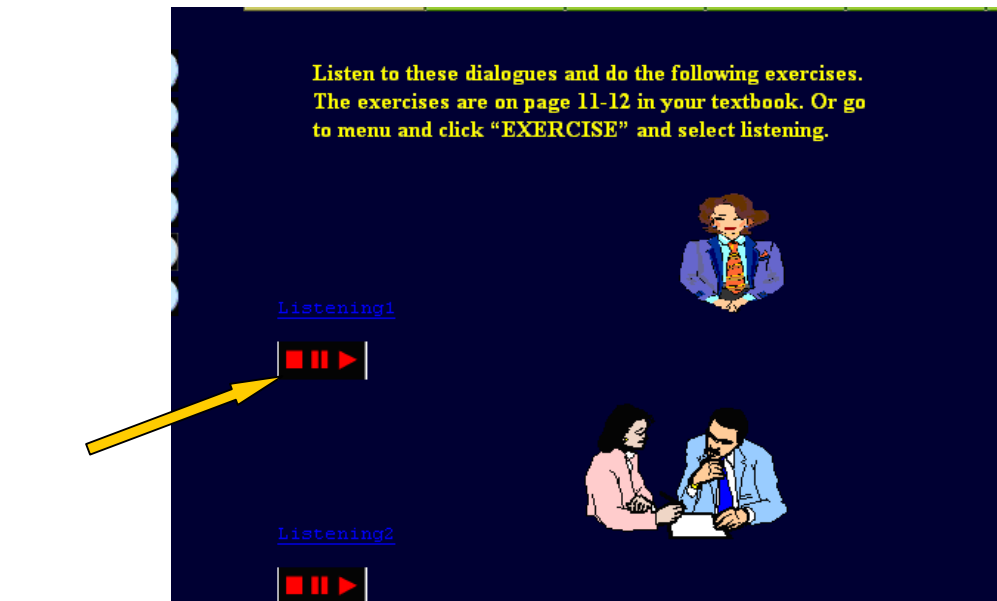 Listen to these dialogues and do the following exercises.
The exercises are on page 11-12 in your textbook. Or go
to menu and click “EXERCISE” and select listening.
Listening1
Listening2